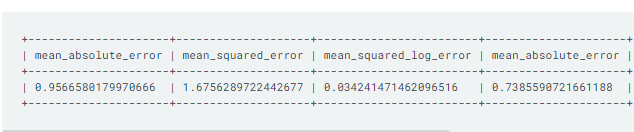 +--------------------+--------------------+------------------------+---------------------+
| mean_absolute_error | mean_squared_error | mean_squared_log_error | mean_absolute_error |
+--------------------+--------------------+------------------------+---------------------+
| 0.9566580179970666 | 1.6756289722442677 | 0.034241471462096516 | 0.7385590721661188 |
+--------------------+--------------------+------------------------+---------------------+